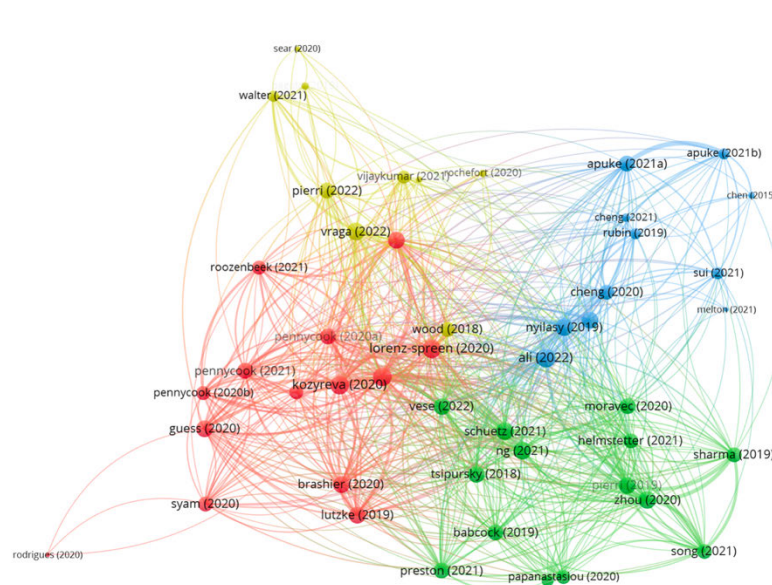 sear (2020)
walter (2021)
apuke (2021b)
apuke (2021a)
rochefort (2020)
vijaykumar (2021)
pierri (2022)
chen (2015
cheng (2021)
vraga (2022)
rubin (2019)
roozenbeek (2021)
sui (2021)
cheng (2020)
melton (2021)
wood (2018)
nyilasy (2019)
pennycook (2020a)
lorenz-spreen (2020)
ali (2022)
pennycook (2021)
kozyreva (2020)
pennycook (2020b)
vese (2022)
moravec (2020)
guess (2020)
schuetz (2021)
helmstetter (2021)
ng (2021)
sharma (2019)
tsipursky (2018)
brashier (2020)
pierri (2019)
zhou (2020)
syam (2020)
lutzke (2019)
babcock (2019)
rodrigues (2020)
song (2021)
preston (2021)
papanastasiou (2020)